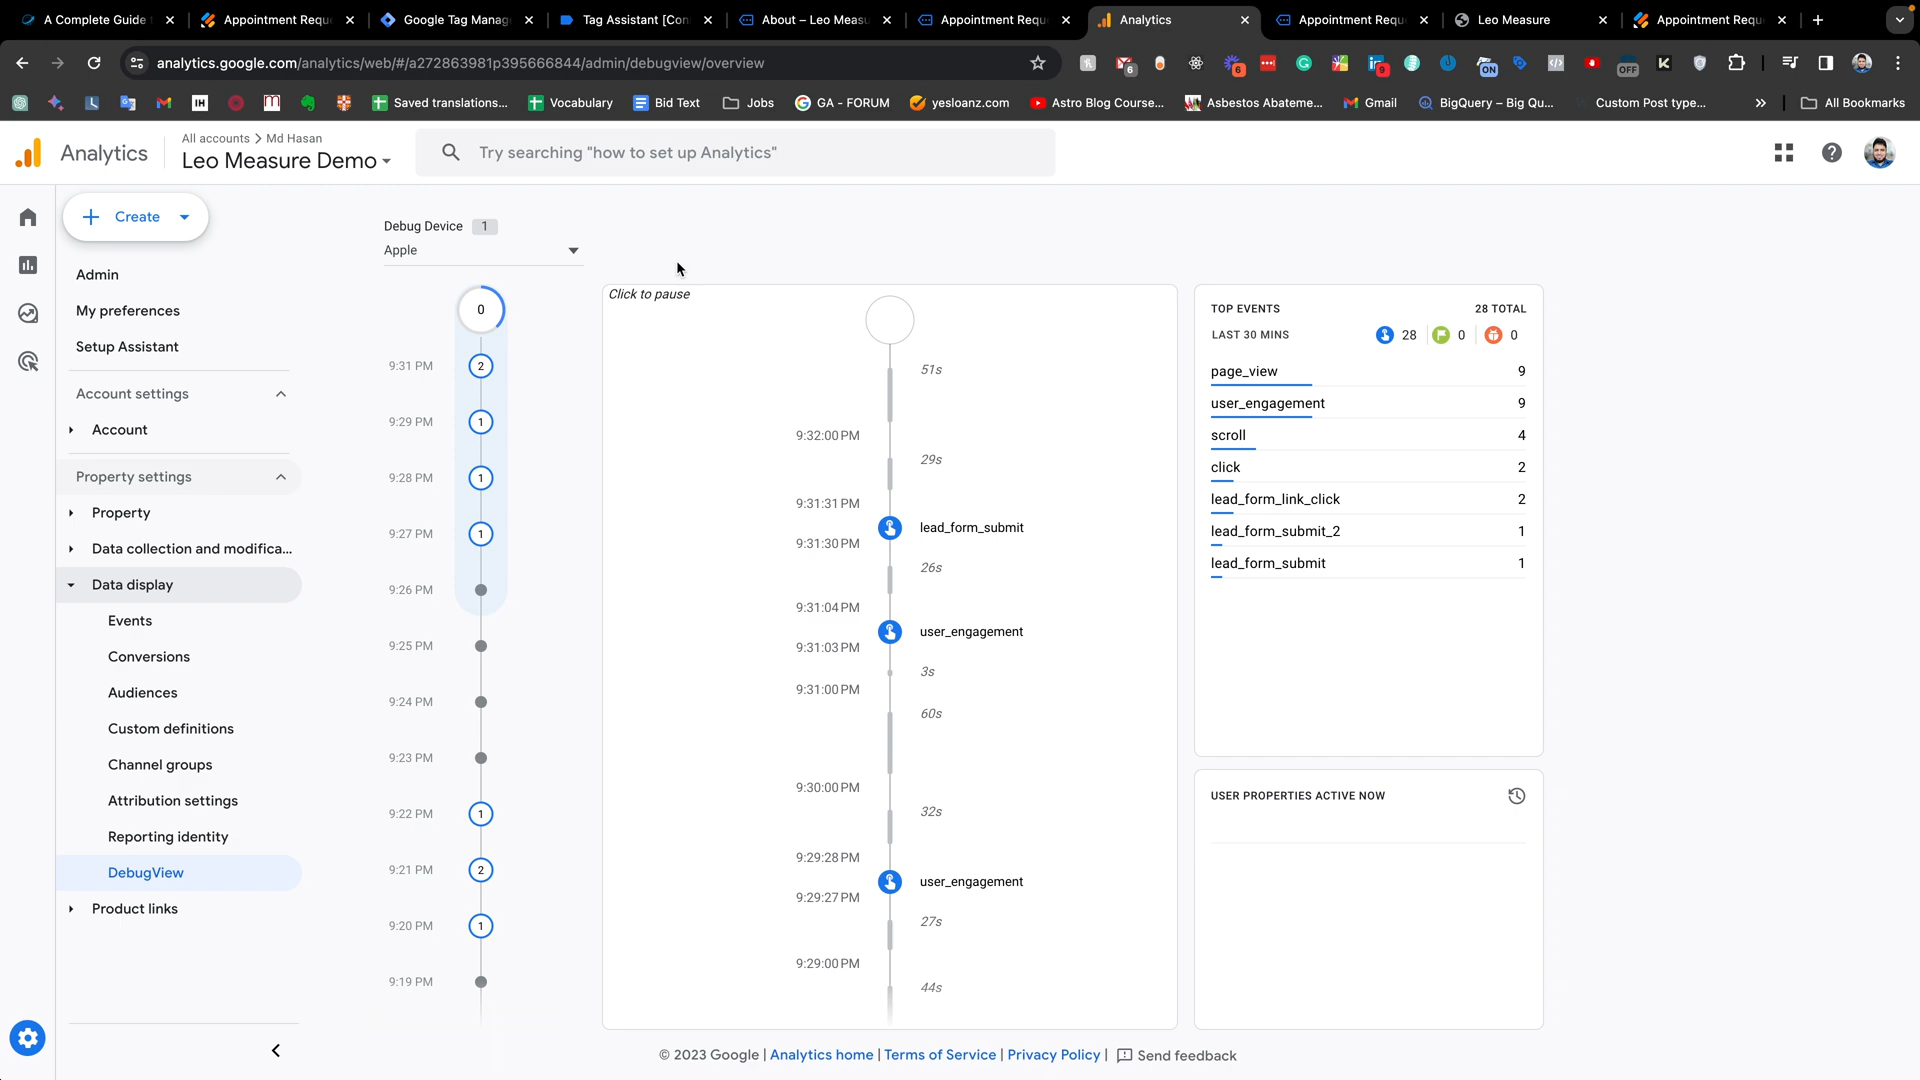 A Complete Guide
Appointment Requ
Google Tag Manag
Tag Assistant [Con
About – Leo Measu
Appointment Requ
Analytics
Appointment Requ
Leo Measure
Appointment Requ
analytics.google.com/analytics/web/#/a272863981p395666844/admin/debugview/overview
6
6
9
ON
OFF
IH
Saved translations...
Vocabulary
Bid Text
Jobs
GA - FORUM
yesloanz.com
Astro Blog Course...
Asbestos Abateme...
Gmail
BigQuery – Big Qu...
Custom Post type...
»
All Bookmarks
Analytics
All accounts > Md Hasan
Leo Measure Demo
Try searching "how to set up Analytics"
Create
Admin
My preferences
Setup Assistant
Account settings
Account
Property settings
Property
Data collection and modifica...
Data display
Events
Conversions
Audiences
Custom definitions
Channel groups
Attribution settings
Reporting identity
DebugView
Product links
Debug Device 1
Apple
0
9:31 PM 2
9:29 PM 1
9:28 PM 1
9:27 PM 1
9:26 PM
9:25 PM
9:24 PM
9:23 PM
9:22 PM 1
9:21 PM 2
9:20 PM 1
9:19 PM
Click to pause
51s
9:32:00 PM
29s
9:31:31 PM
lead_form_submit
9:31:30 PM
26s
9:31:04 PM
user_engagement
9:31:03 PM
3s
9:31:00 PM
60s
9:30:00 PM
32s
9:29:28 PM
user_engagement
9:29:27 PM
27s
9:29:00 PM
44s
TOP EVENTS 28 TOTAL
LAST 30 MINS 28 0 0
page_view 9
user_engagement 9
scroll 4
click 2
lead_form_link_click 2
lead_form_submit_2 1
lead_form_submit 1
USER PROPERTIES ACTIVE NOW
© 2023 Google | Analytics home | Terms of Service | Privacy Policy | Send feedback